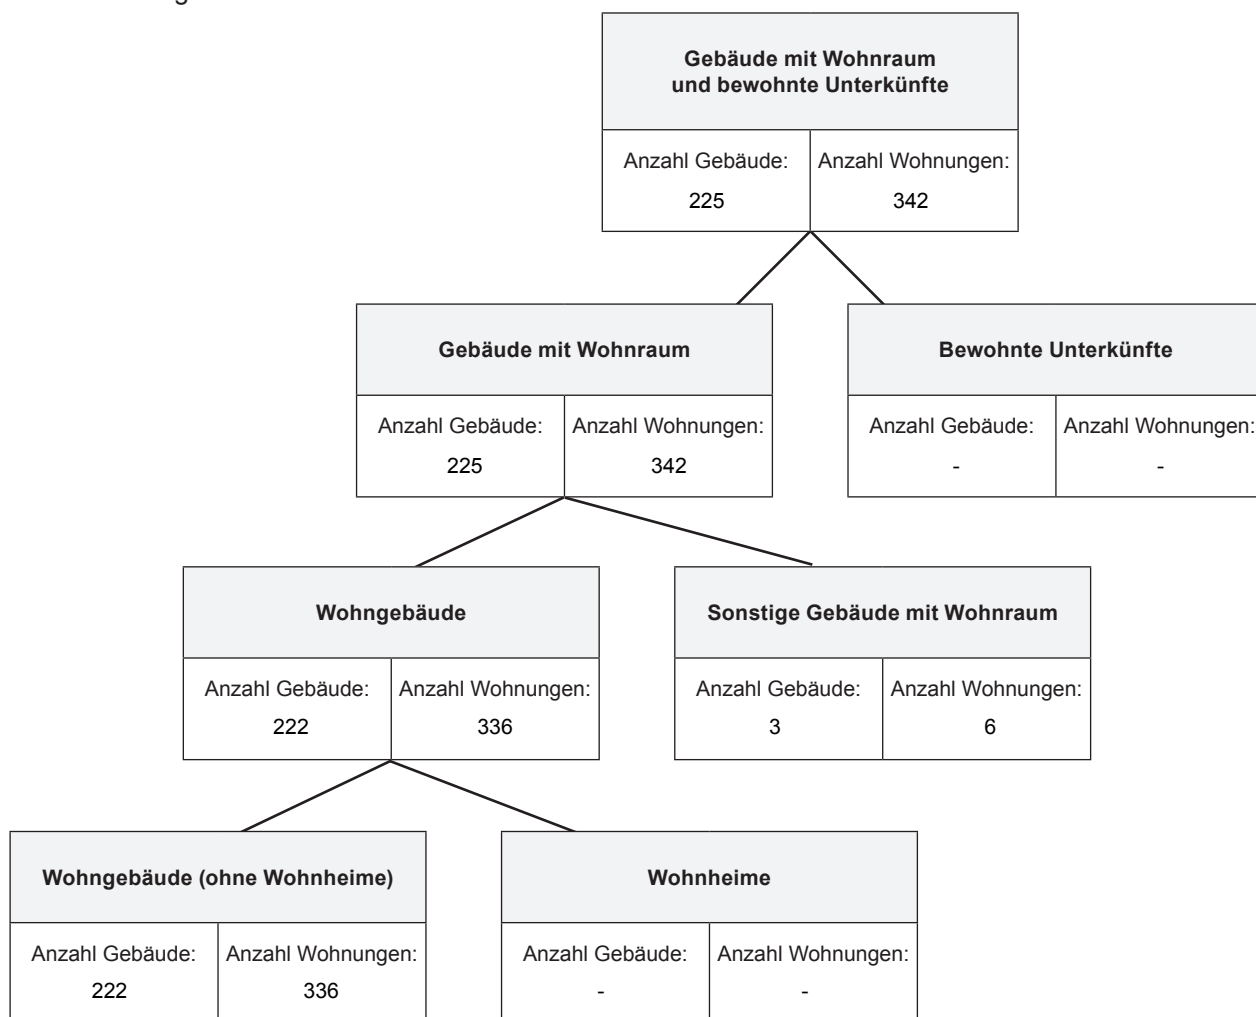 Gebäude mit Wohnraum
und bewohnte Unterkünfte
Anzahl Gebäude: Anzahl Wohnungen:
225 342
Gebäude mit Wohnraum
Bewohnte Unterkünfte
Anzahl Gebäude: Anzahl Wohnungen:
225 342
Anzahl Gebäude: Anzahl Wohnungen:
- -
Wohngebäude
Sonstige Gebäude mit Wohnraum
Anzahl Gebäude: Anzahl Wohnungen:
222 336
Anzahl Gebäude: Anzahl Wohnungen:
3 6
Wohngebäude (ohne Wohnheime)
Wohnheime
Anzahl Gebäude: Anzahl Wohnungen:
222 336
Anzahl Gebäude: Anzahl Wohnungen:
- -